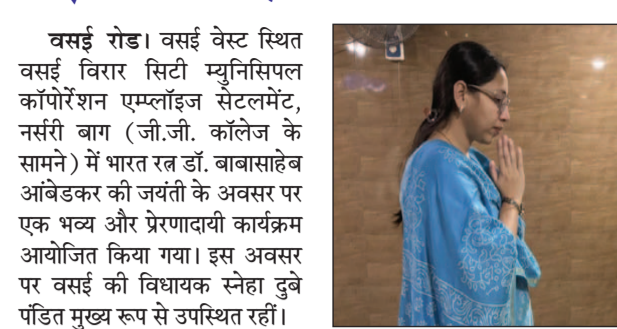 वसई रोड। वसई वेस्ट स्थित
वसई विरार सिटी म्युनिसिपल
कॉपोर्रेशन एम्प्लॉइज सेटलमेंट,
नर्सरी बाग (जी.जी. कॉलेज के
सामने) में भारत रत्न डॉ. बाबासाहेब
आंबेडकर की जयंती के अवसर पर
एक भव्य और प्रेरणादायी कार्यक्रम
आयोजित किया गया। इस अवसर
पर वसई की विधायक स्नेहा दुबे
पंडित मुख्य रूप से उपस्थित रहीं।